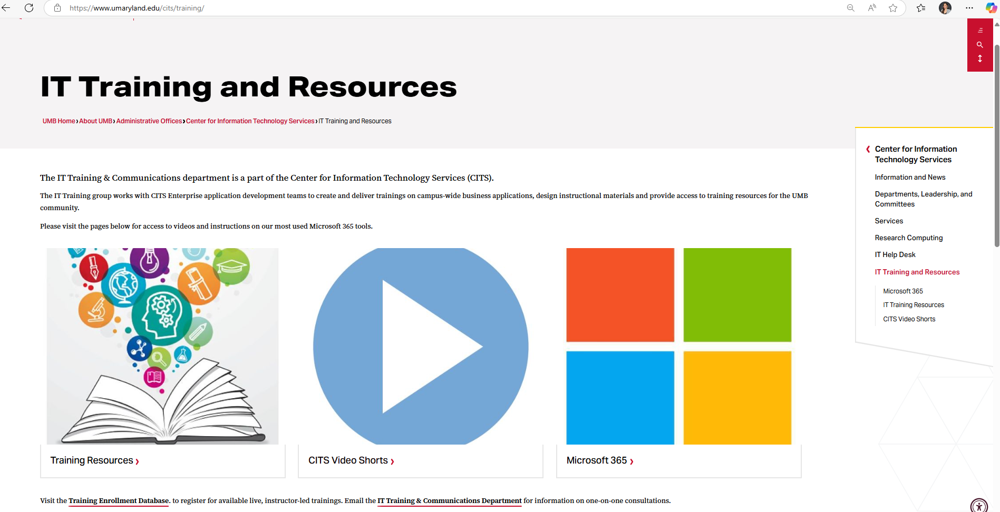 https://www.umaryland.edu/cits/training/
IT Training and Resources
UMB Home › About UMB › Administrative Offices › Center for Information Technology Services › IT Training and Resources
The IT Training & Communications department is a part of the Center for Information Technology Services (CITS).
The IT Training group works with CITS Enterprise application development teams to create and deliver trainings on campus-wide business applications, design instructional materials and provide access to training resources for the UMB
community.
Please visit the pages below for access to videos and instructions on our most used Microsoft 365 tools.
Training Resources ›
CITS Video Shorts ›
Microsoft 365 ›
Visit the Training Enrollment Database. to register for available live, instructor-led trainings. Email the IT Training & Communications Department for information on one-on-one consultations.
Center for Information
Technology Services
Information and News
Departments, Leadership, and
Committees
Services
Research Computing
IT Help Desk
IT Training and Resources
Microsoft 365
IT Training Resources
CITS Video Shorts